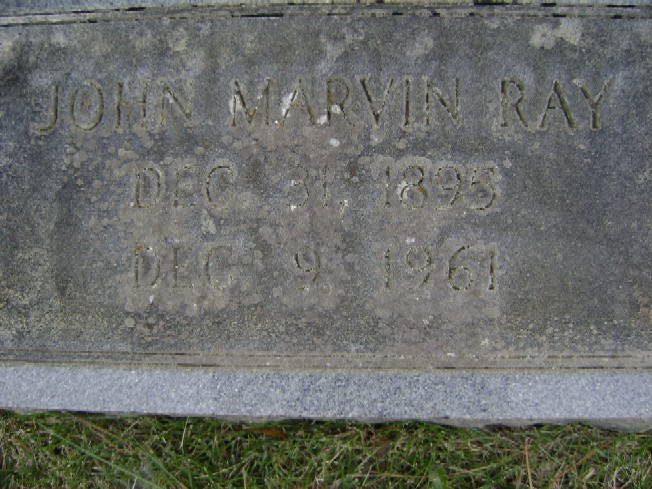 JOHN MARVIN RAY
DEC. 31, 1895
DEC. 9, 1961